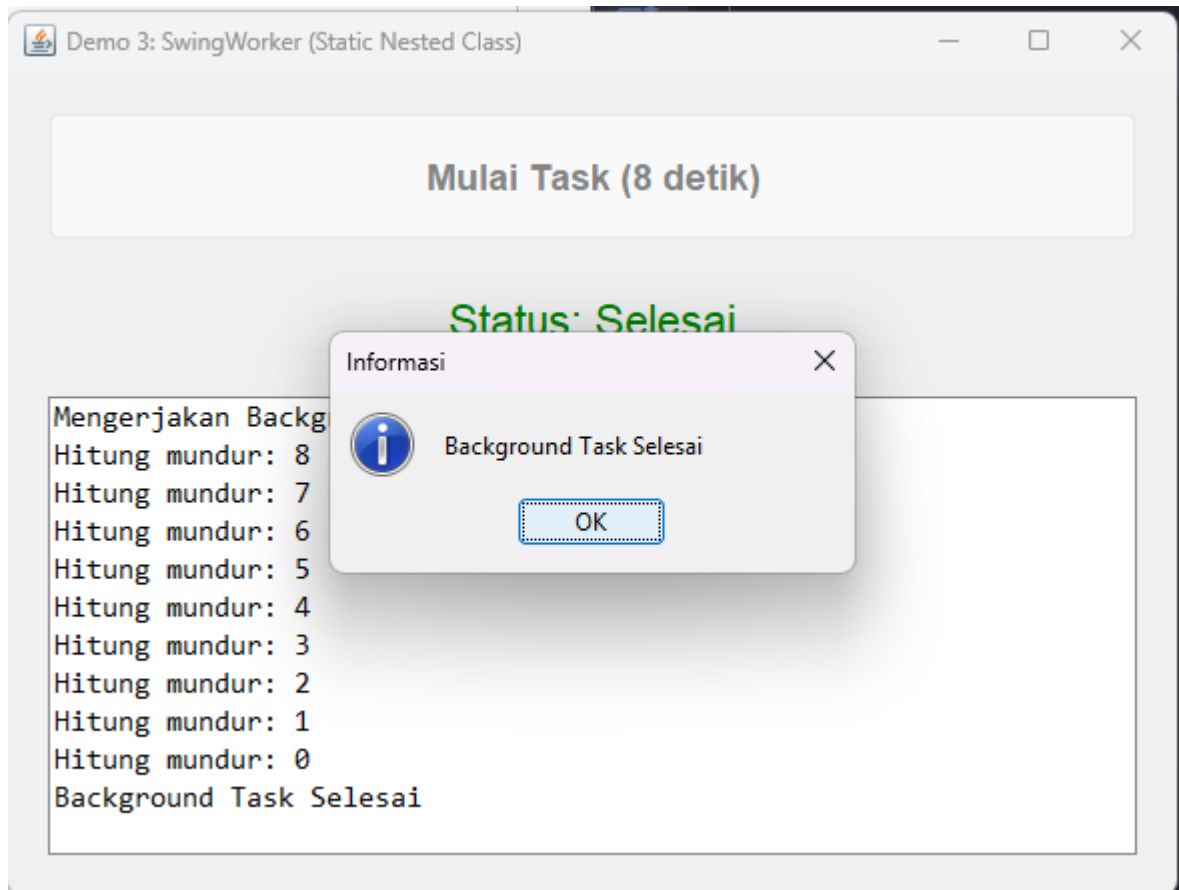 Demo 3: SwingWorker (Static Nested Class)
Mulai Task (8 detik)
Status: Selesai
Informasi
Background Task Selesai
OK
Mengerjakan
Hitung mundur: 8
Hitung mundur: 7
Hitung mundur: 6
Hitung mundur: 5
Hitung mundur: 4
Hitung mundur: 3
Hitung mundur: 2
Hitung mundur: 1
Hitung mundur: 0
Background Task Selesai